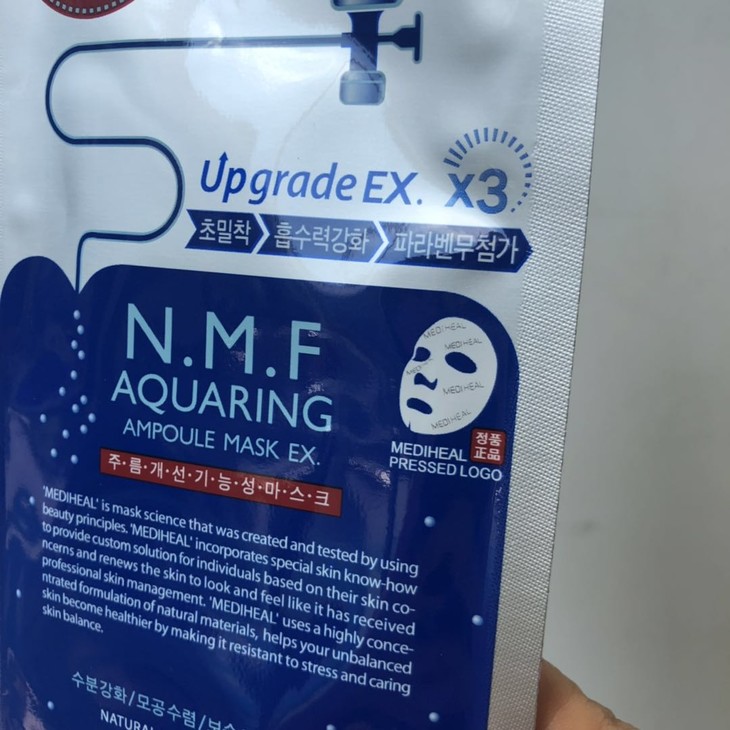 Upgrade EX. x3
초밀착 흡수력강화 파라벤무첨가
N.M.F
AQUARING
AMPOULE MASK EX.
주·름·개·선·기·능·성·마·스·크
MEDIHEAL
MEDIHEAL
MEDIHEAL
MEDIHEAL
MEDIHEAL 정품 正品
PRESSED LOGO
'MEDIHEAL' is mask science that was created and tested by using
beauty principles. 'MEDIHEAL' incorporates special skin know-how
to provide custom solution for individuals based on their skin co-
ncerns and renews the skin to look and feel like it has received
professional skin management. 'MEDIHEAL' uses a highly conce-
ntrated formulation of natural materials, helps your unbalanced
skin become healthier by making it resistant to stress and caring
skin balance.
수분강화/모공수렴/
NATURAL